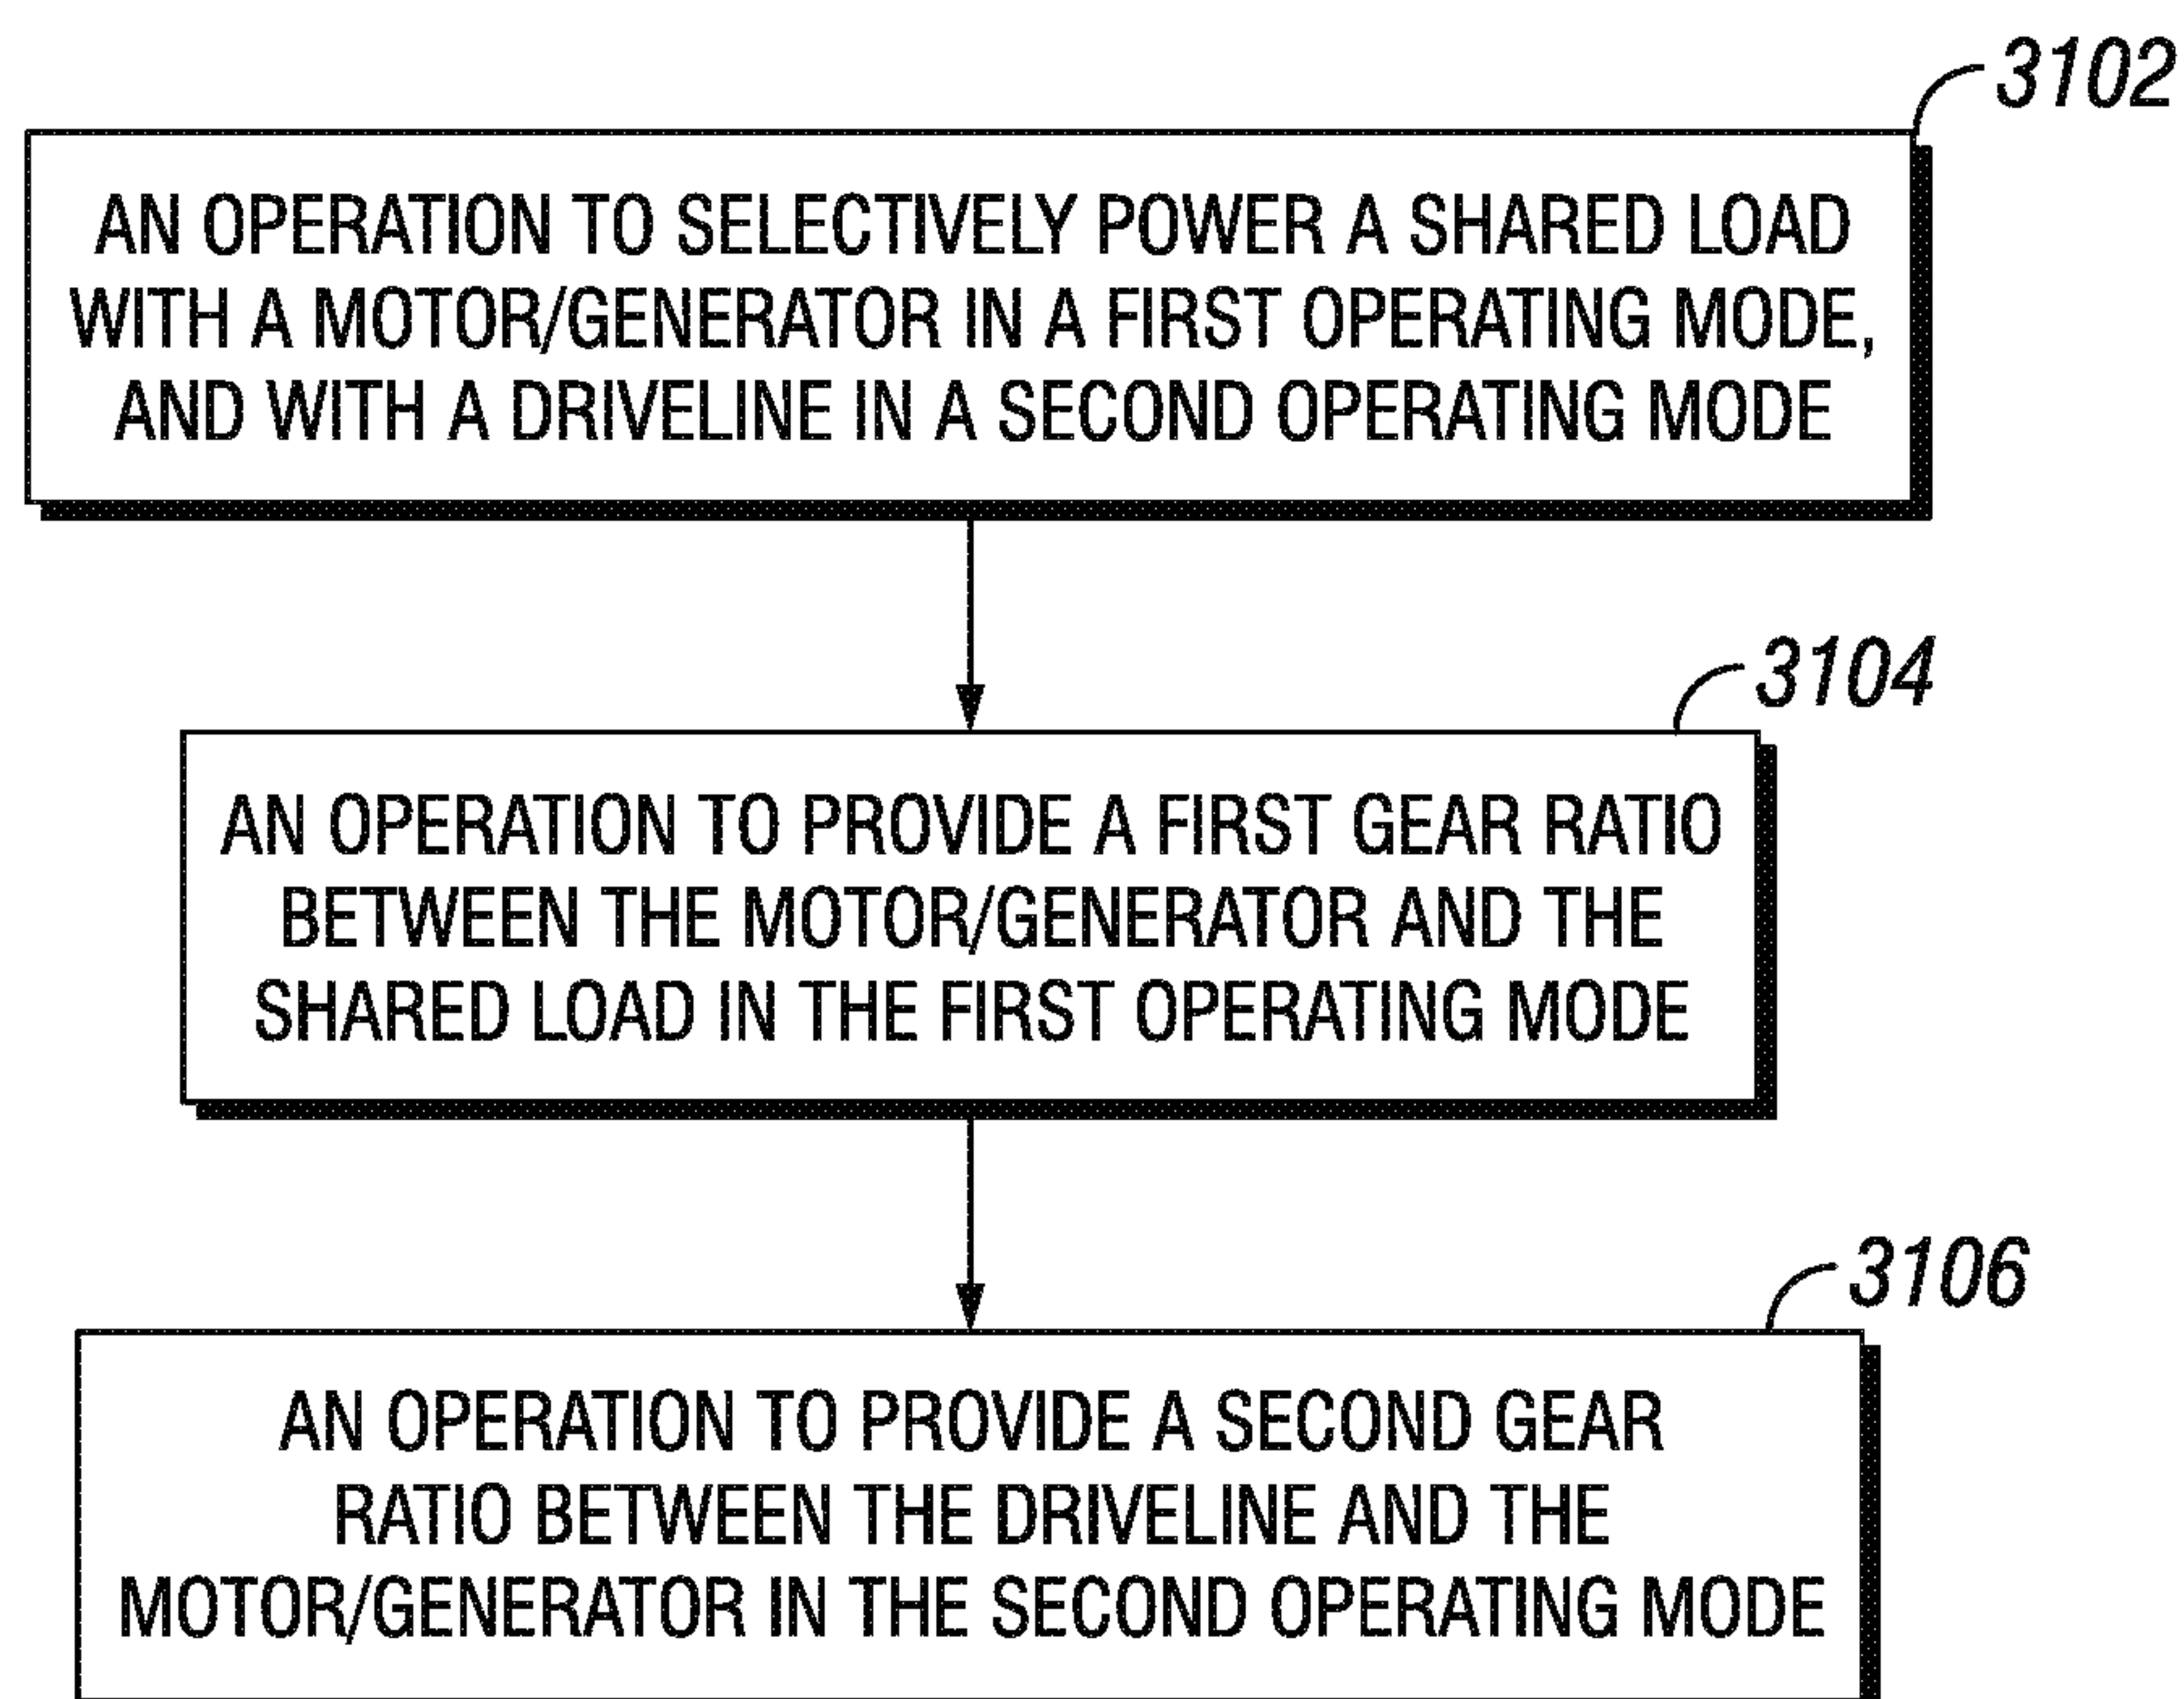 3102
AN OPERATION TO SELECTIVELY POWER A SHARED LOAD
WITH A MOTOR/GENERATOR IN A FIRST OPERATING MODE,
AND WITH A DRIVELINE IN A SECOND OPERATING MODE
3104
AN OPERATION TO PROVIDE A FIRST GEAR RATIO
BETWEEN THE MOTOR/GENERATOR AND THE
SHARED LOAD IN THE FIRST OPERATING MODE
3106
AN OPERATION TO PROVIDE A SECOND GEAR
RATIO BETWEEN THE DRIVELINE AND THE
MOTOR/GENERATOR IN THE SECOND OPERATING MODE